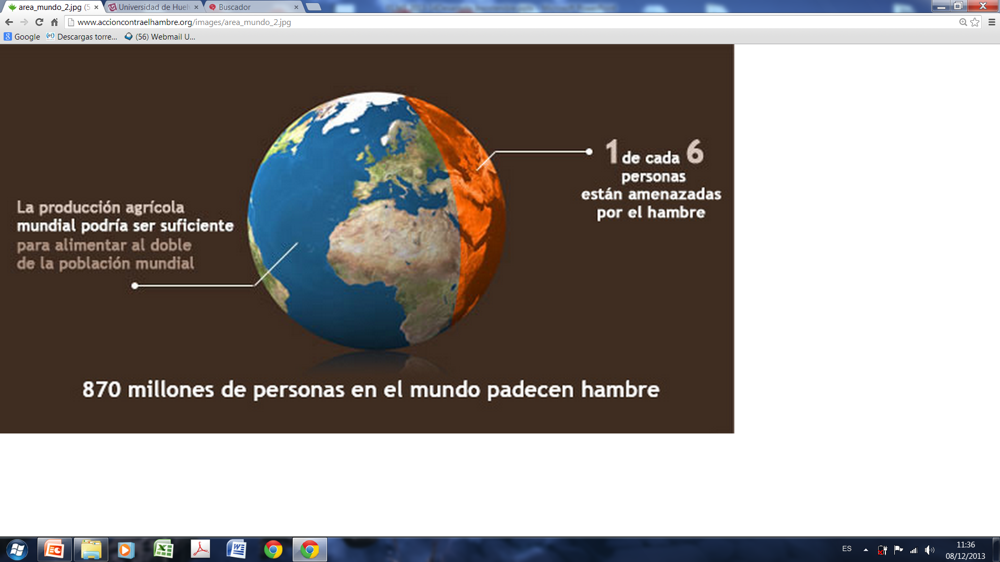 area_mundo_2.jpg (5
Universidad de Huelv
Buscador
www.accioncontraelhambre.org/images/area_mundo_2.jpg
Google
Descargas torre...
(56) Webmail U...
1 de cada 6
personas
están amenazadas
por el hambre
La producción agrícola
mundial podría ser suficiente
para alimentar al doble
de la población mundial
870 millones de personas en el mundo padecen hambre
ES
11:36
08/12/2013